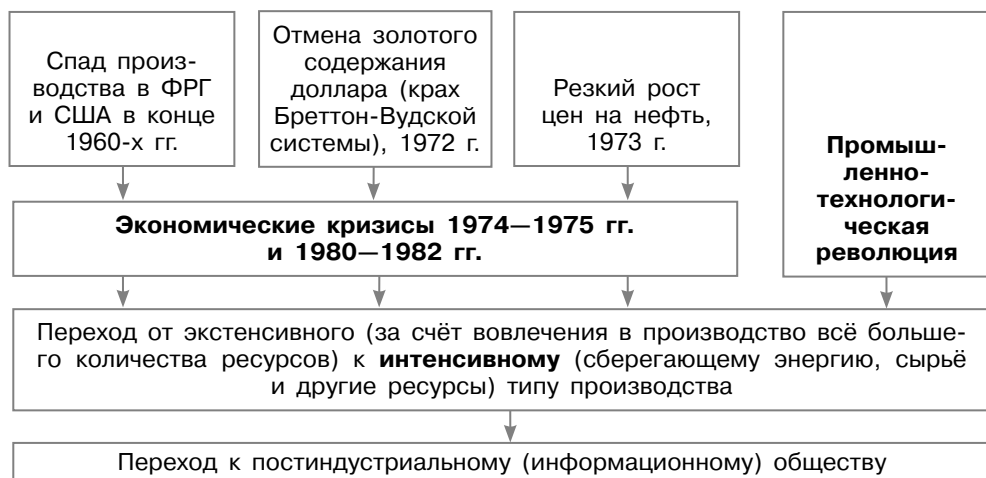 Спад произ-
водства в ФРГ
и США в конце
1960-х гг.
Отмена золотого
содержания
доллара (крах
Бреттон-Вудской
системы), 1972 г.
Резкий рост
цен на нефть,
1973 г.
Промыш-
ленно-
технологи-
ческая
революция
Экономические кризисы 1974—1975 гг.
и 1980—1982 гг.
Переход от экстенсивного (за счёт вовлечения в производство всё больше-
го количества ресурсов) к интенсивному (сберегающему энергию, сырьё
и другие ресурсы) типу производства
Переход к постиндустриальному (информационному) обществу